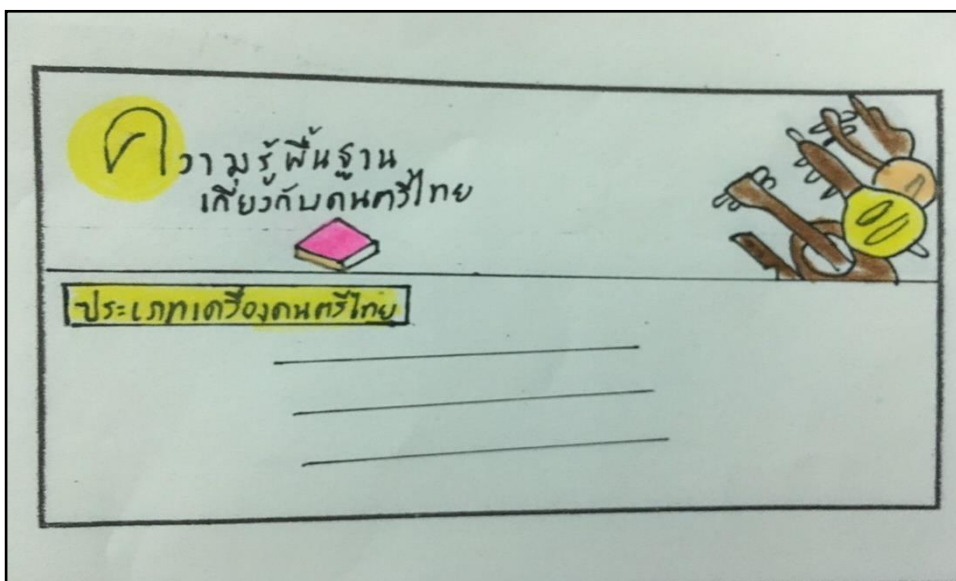 ความรู้พื้นฐาน
เกี่ยวกับดนตรีไทย
ประเภทเครื่องดนตรีไทย